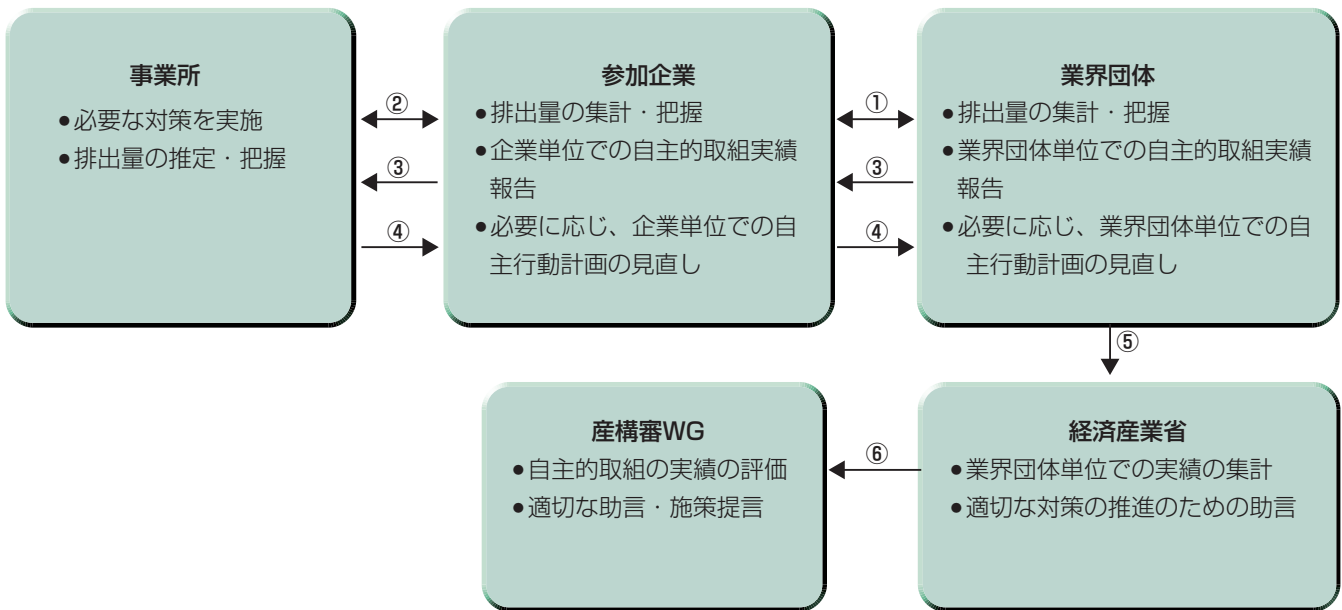 事業所
●必要な対策を実施
●排出量の推定・把握
②
③
④
参加企業
●排出量の集計・把握
●企業単位での自主的取組実績
報告
●必要に応じ、企業単位での自
主行動計画の見直し
①
③
④
業界団体
●排出量の集計・把握
●業界団体単位での自主的取組実績
報告
●必要に応じ、業界団体単位での自
主行動計画の見直し
⑤
産構審WG
●自主的取組の実績の評価
●適切な助言・施策提言
⑥
経済産業省
●業界団体単位での実績の集計
●適切な対策の推進のための助言